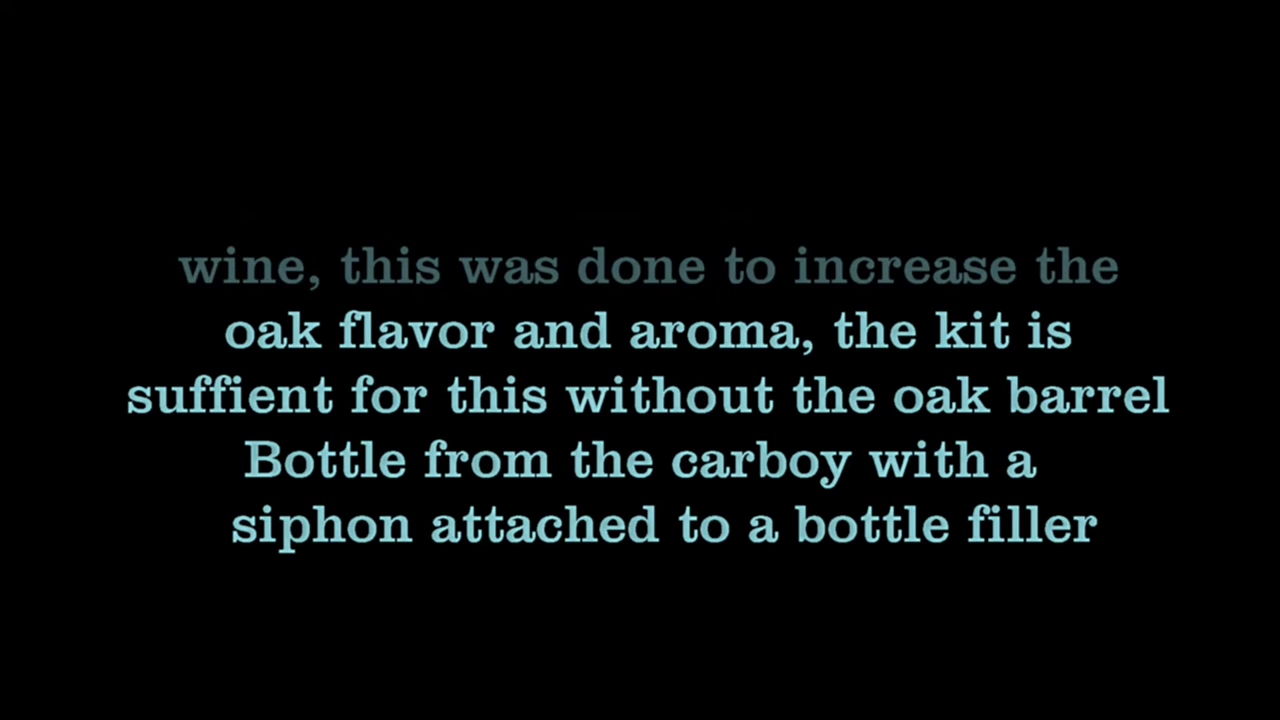 wine, this was done to increase the
oak flavor and aroma, the kit is
suffient for this without the oak barrel
Bottle from the carboy with a
siphon attached to a bottle filler